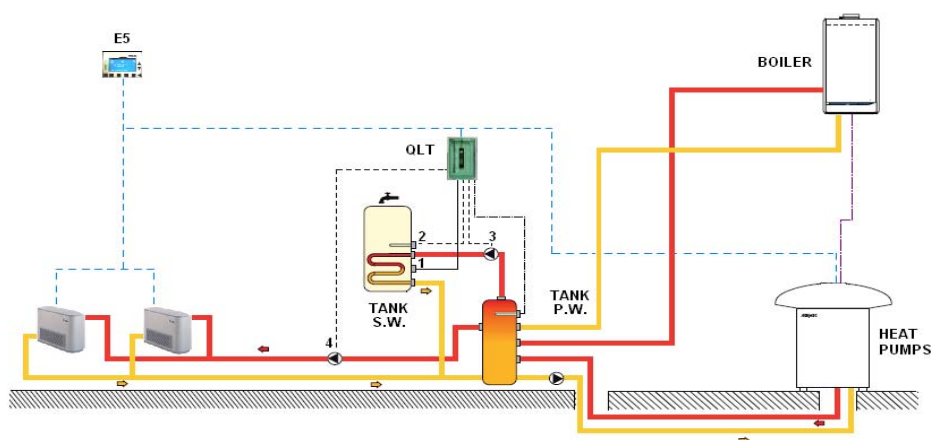 E5
BOILER
QLT
2
3
1
TANK
S.W.
TANK
P.W.
4
HEAT
PUMPS